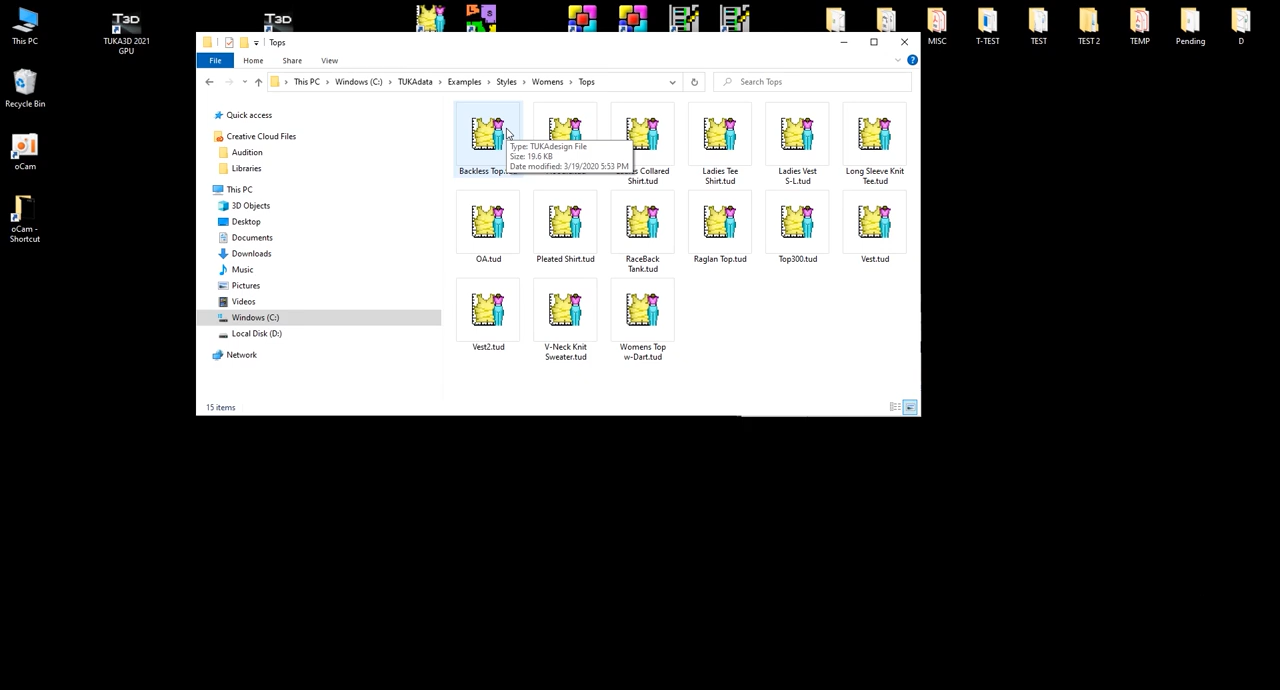 This PC
TUKA3D 2021
GPU
T3D
T3D
MISC
T-TEST
TEST
TEST 2
TEMP
Pending
D
Recycle Bin
oCam
oCam -
Shortcut
Tops
File Home Share View
This PC > Windows (C:) > TUKAdata > Examples > Styles > Womens > Tops
Search Tops
Quick access
Creative Cloud Files
Audition
Libraries
This PC
3D Objects
Desktop
Documents
Downloads
Music
Pictures
Videos
Windows (C:)
Local Disk (D:)
Network
Type: TUKAdesign File
Size: 19.6 KB
Date modified: 3/19/2020 5:53 PM
Backless Top.
Collared
Shirt.tud
Ladies Tee
Shirt.tud
Ladies Vest
S-L.tud
Long Sleeve Knit
Tee.tud
OA.tud
Pleated Shirt.tud
RaceBack
Tank.tud
Raglan Top.tud
Top300.tud
Vest.tud
Vest2.tud
V-Neck Knit
Sweater.tud
Womens Top
w-Dart.tud
15 items